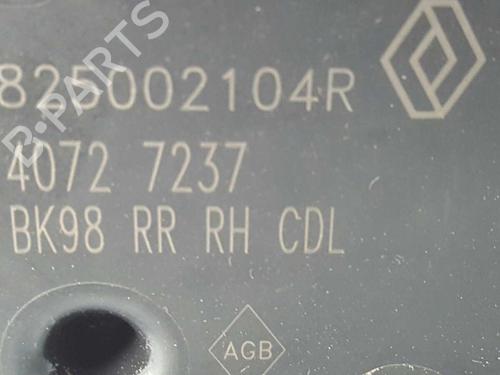 B-PARTS
825002104R
4072 7237
BK98 RR RH CDL
AGB